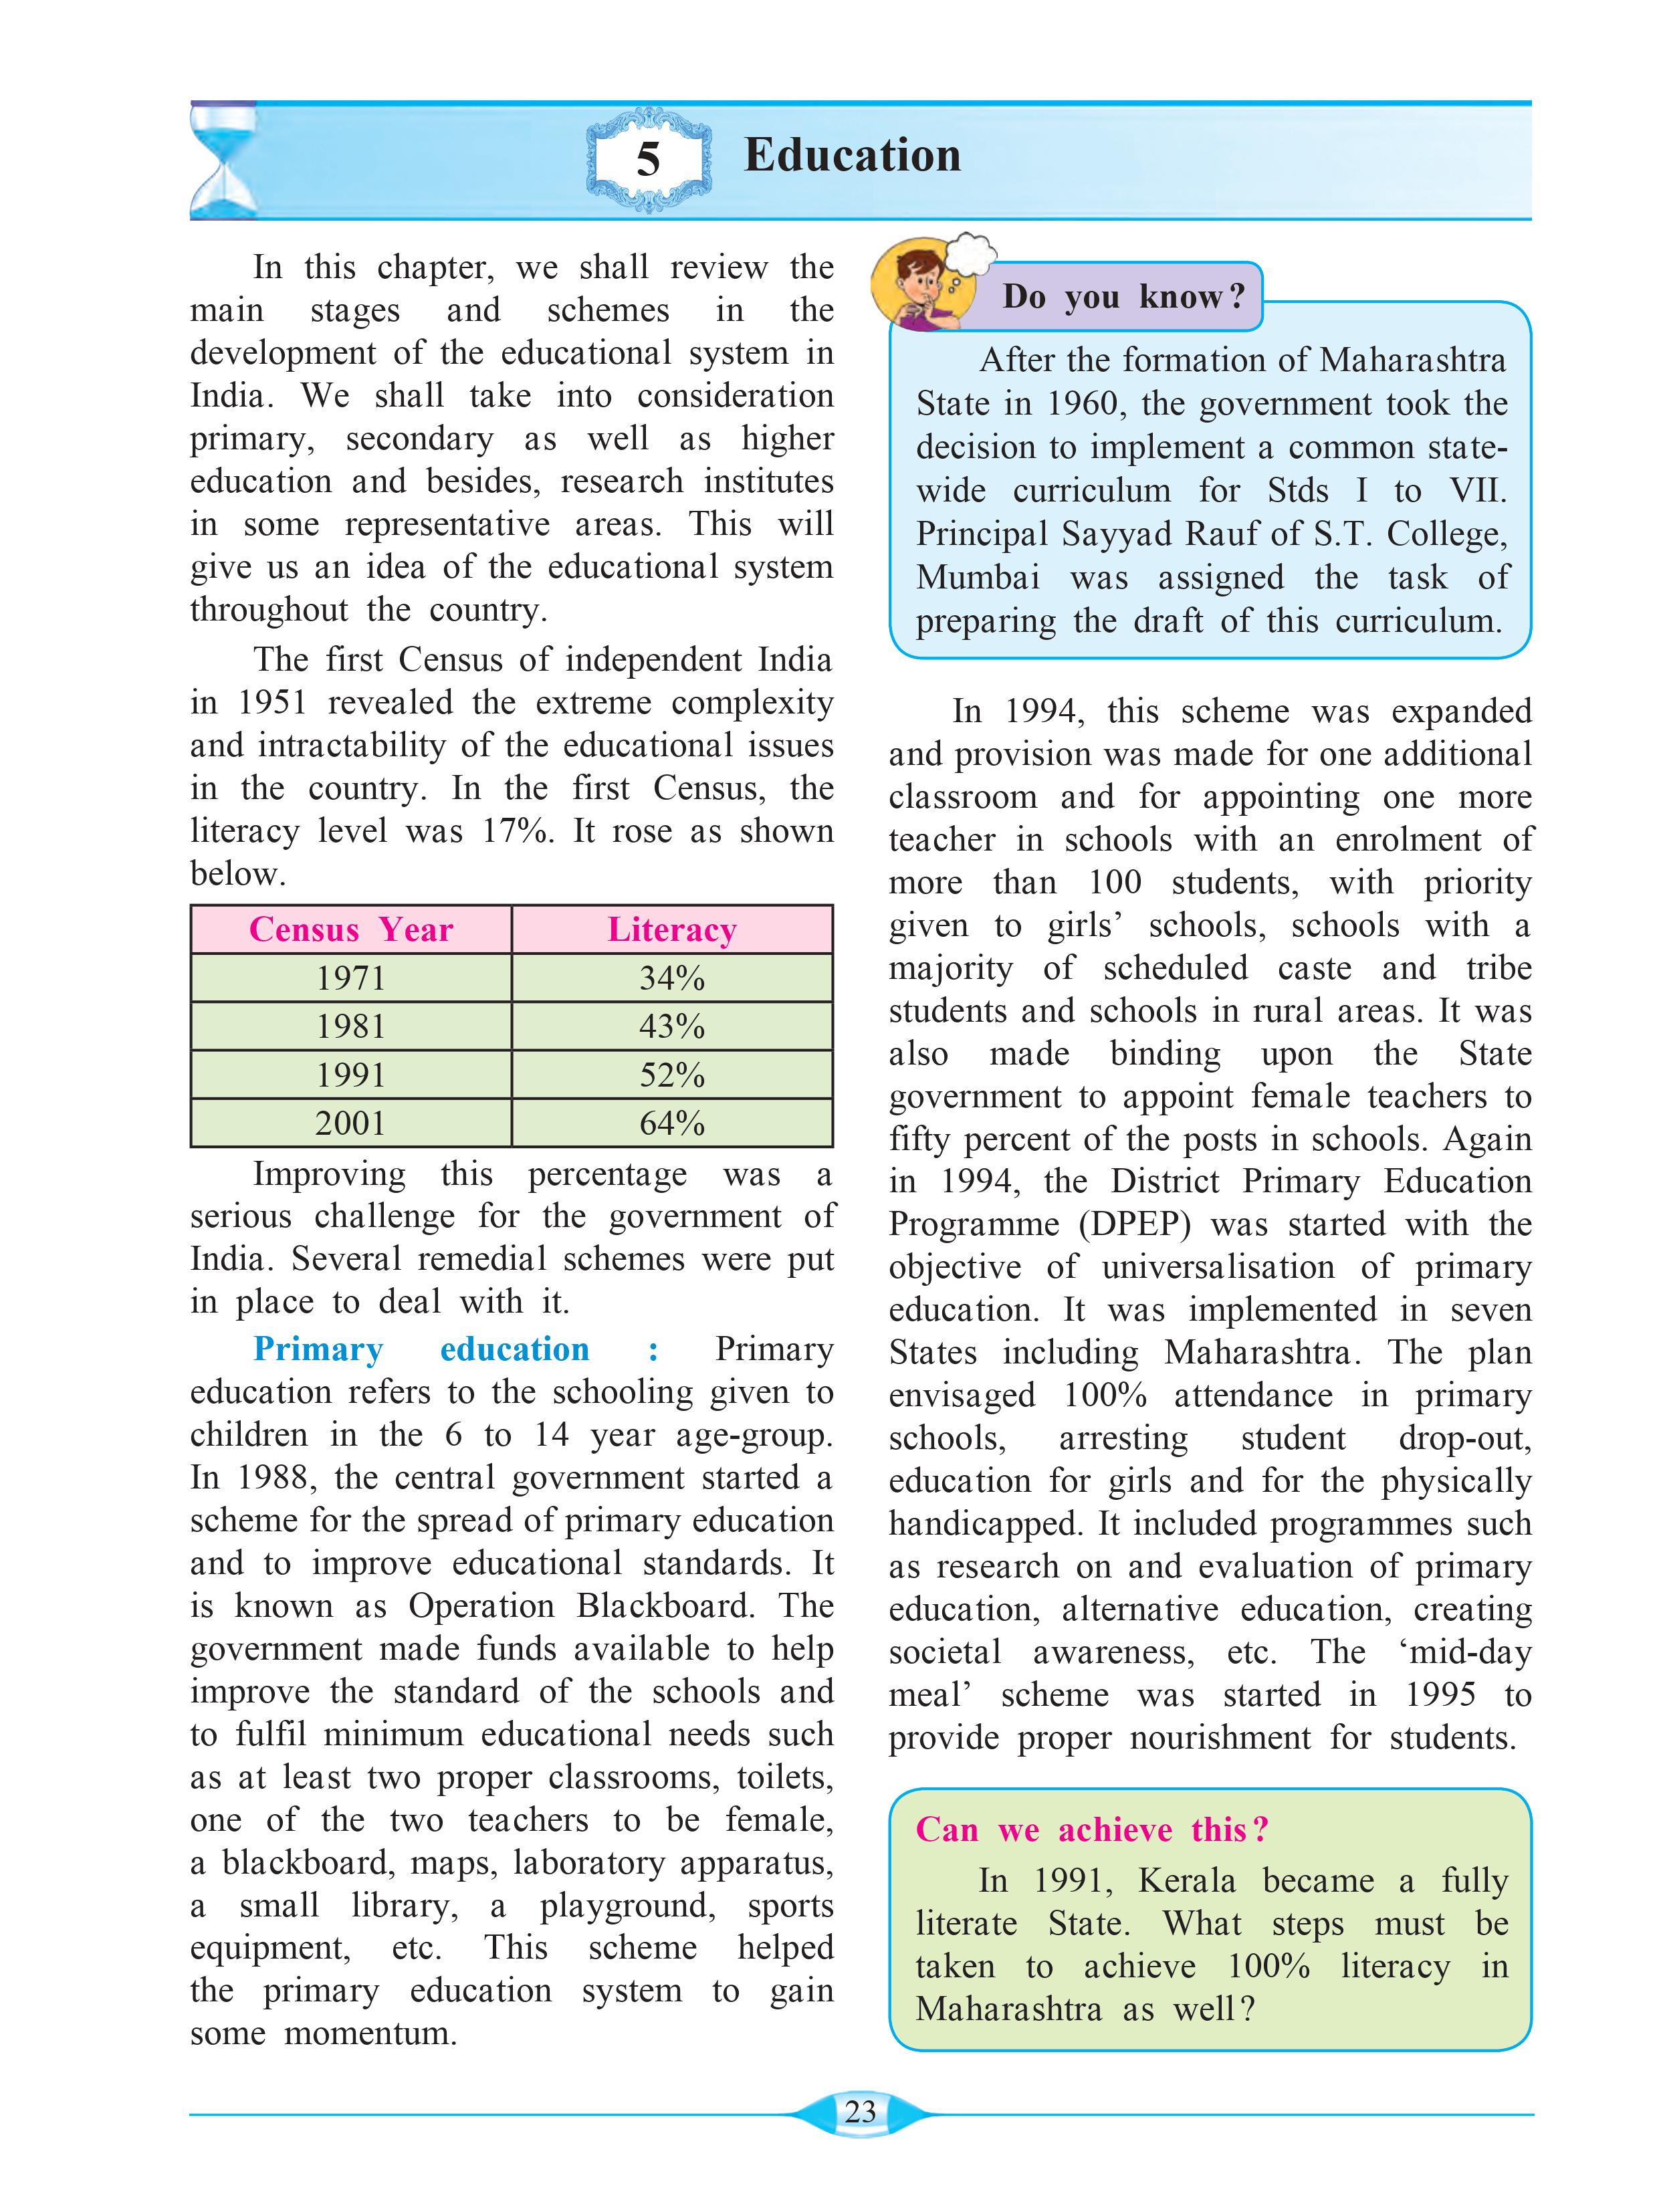 5 Education
In this chapter, we shall review the
main stages and schemes in the
development of the educational system in
India. We shall take into consideration
primary, secondary as well as higher
education and besides, research institutes
in some representative areas. This will
give us an idea of the educational system
throughout the country.
The first Census of independent India
in 1951 revealed the extreme complexity
and intractability of the educational issues
in the country. In the first Census, the
literacy level was 17%. It rose as shown
below.
Census Year Literacy
1971 34%
1981 43%
1991 52%
2001 64%
Improving this percentage was a
serious challenge for the government of
India. Several remedial schemes were put
in place to deal with it.
Primary education : Primary
education refers to the schooling given to
children in the 6 to 14 year age-group.
In 1988, the central government started a
scheme for the spread of primary education
and to improve educational standards. It
is known as Operation Blackboard. The
government made funds available to help
improve the standard of the schools and
to fulfil minimum educational needs such
as at least two proper classrooms, toilets,
one of the two teachers to be female,
a blackboard, maps, laboratory apparatus,
a small library, a playground, sports
equipment, etc. This scheme helped
the primary education system to gain
some momentum.
Do you know?
After the formation of Maharashtra
State in 1960, the government took the
decision to implement a common state-
wide curriculum for Stds I to VII.
Principal Sayyad Rauf of S.T. College,
Mumbai was assigned the task of
preparing the draft of this curriculum.
In 1994, this scheme was expanded
and provision was made for one additional
classroom and for appointing one more
teacher in schools with an enrolment of
more than 100 students, with priority
given to girls’ schools, schools with a
majority of scheduled caste and tribe
students and schools in rural areas. It was
also made binding upon the State
government to appoint female teachers to
fifty percent of the posts in schools. Again
in 1994, the District Primary Education
Programme (DPEP) was started with the
objective of universalisation of primary
education. It was implemented in seven
States including Maharashtra. The plan
envisaged 100% attendance in primary
schools, arresting student drop-out,
education for girls and for the physically
handicapped. It included programmes such
as research on and evaluation of primary
education, alternative education, creating
societal awareness, etc. The ‘mid-day
meal’ scheme was started in 1995 to
provide proper nourishment for students.
Can we achieve this?
In 1991, Kerala became a fully
literate State. What steps must be
taken to achieve 100% literacy in
Maharashtra as well?
23